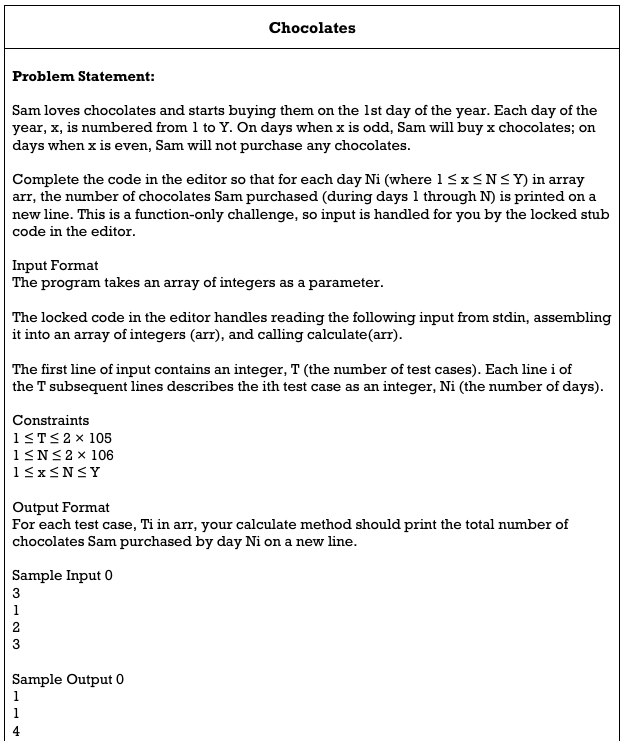 Chocolates
Problem Statement:
Sam loves chocolates and starts buying them on the 1st day of the year. Each day of the
year, x, is numbered from 1 to Y. On days when x is odd, Sam will buy x chocolates; on
days when x is even, Sam will not purchase any chocolates.
Complete the code in the editor so that for each day Ni (where 1 ≤ x ≤ N ≤ Y) in array
arr, the number of chocolates Sam purchased (during days 1 through N) is printed on a
new line. This is a function-only challenge, so input is handled for you by the locked stub
code in the editor.
Input Format
The program takes an array of integers as a parameter.
The locked code in the editor handles reading the following input from stdin, assembling
it into an array of integers (arr), and calling calculate(arr).
The first line of input contains an integer, T (the number of test cases). Each line i of
the T subsequent lines describes the ith test case as an integer, Ni (the number of days).
Constraints
1 ≤ T ≤ 2 × 105
1 ≤ N ≤ 2 × 106
1 ≤ x ≤ N ≤ Y
Output Format
For each test case, Ti in arr, your calculate method should print the total number of
chocolates Sam purchased by day Ni on a new line.
Sample Input 0
3
1
2
3
Sample Output 0
1
1
4